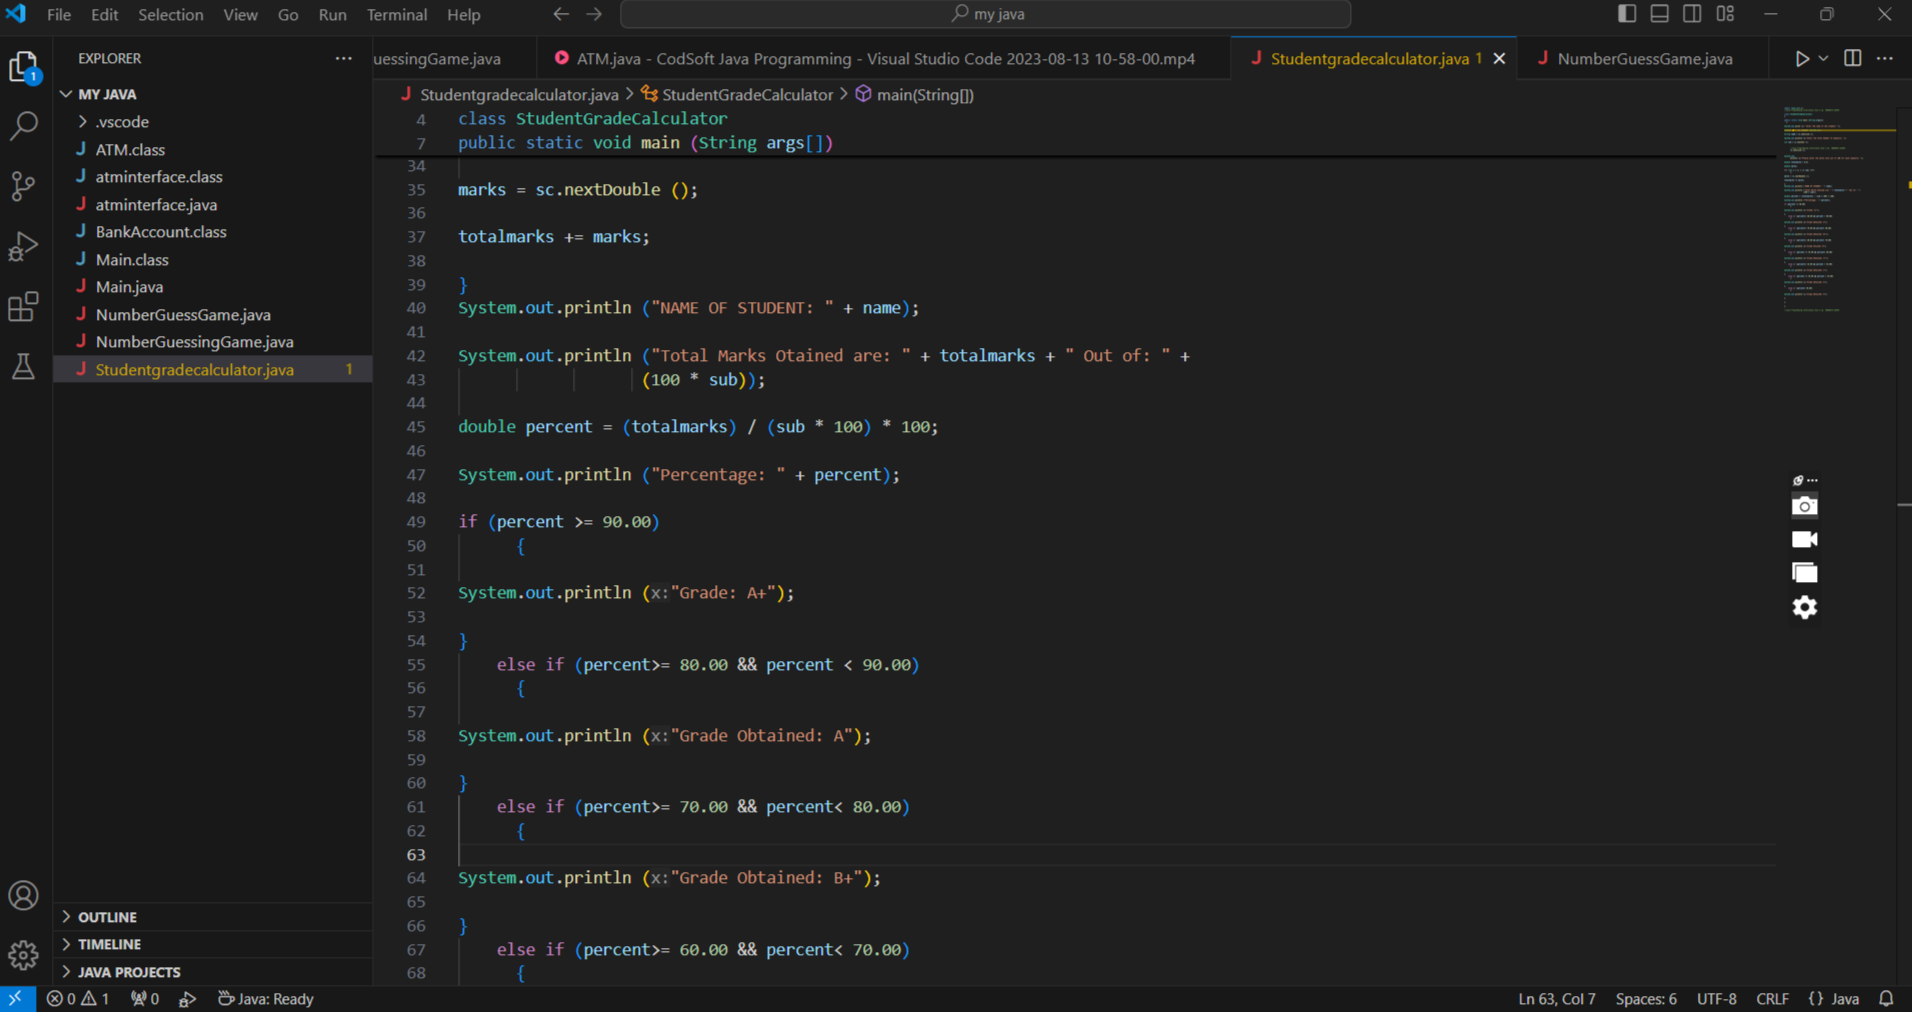 File Edit Selection View Go Run Terminal Help
my java
EXPLORER
uessingGame.java
ATM.java - CodSoft Java Programming - Visual Studio Code 2023-08-13 10-58-00.mp4
Studentgradecalculator.java 1
NumberGuessGame.java
1
MY JAVA
.vscode
ATM.class
atminterface.class
atminterface.java
BankAccount.class
Main.class
Main.java
NumberGuessGame.java
NumberGuessingGame.java
Studentgradecalculator.java 1
OUTLINE
TIMELINE
JAVA PROJECTS
Studentgradecalculator.java > StudentGradeCalculator > main(String[])
4 class StudentGradeCalculator
7 public static void main (String args[])
34
35 marks = sc.nextDouble ();
36
37 totalmarks += marks;
38
39 }
40 System.out.println ("NAME OF STUDENT: " + name);
41
42 System.out.println ("Total Marks Otained are: " + totalmarks + " Out of: " +
43 (100 * sub));
44
45 double percent = (totalmarks) / (sub * 100) * 100;
46
47 System.out.println ("Percentage: " + percent);
48
49 if (percent >= 90.00)
50 {
51
52 System.out.println (x:"Grade: A+");
53
54 }
55 else if (percent>= 80.00 && percent < 90.00)
56 {
57
58 System.out.println (x:"Grade Obtained: A");
59
60 }
61 else if (percent>= 70.00 && percent< 80.00)
62 {
63
64 System.out.println (x:"Grade Obtained: B+");
65
66 }
67 else if (percent>= 60.00 && percent< 70.00)
68 {
0 1 0 Java: Ready
Ln 63, Col 7 Spaces: 6 UTF-8 CRLF {} Java